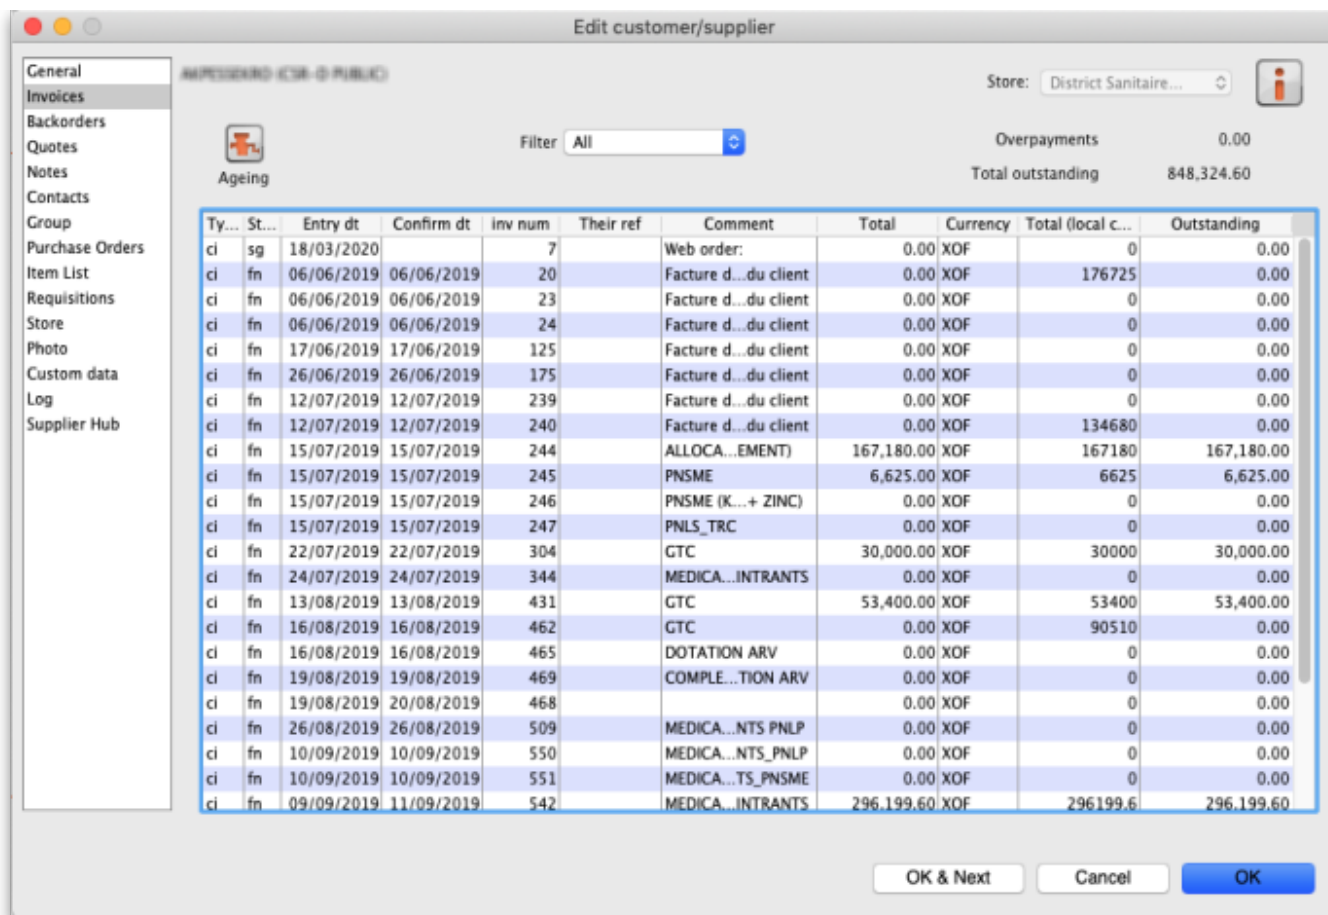 Edit customer/supplier
General
Invoices
Backorders
Quotes
Notes
Contacts
Group
Purchase Orders
Item List
Requisitions
Store
Photo
Custom data
Log
Supplier Hub
Store: District Sanitaire...
Ageing
Filter All
Overpayments 0.00
Total outstanding 848,324.60
Ty... St... Entry dt Confirm dt inv num Their ref Comment Total Currency Total (local c... Outstanding
ci sg 18/03/2020 7 Web order: 0.00 XOF 0 0.00
ci fn 06/06/2019 06/06/2019 20 Facture d...du client 0.00 XOF 176725 0.00
ci fn 06/06/2019 06/06/2019 23 Facture d...du client 0.00 XOF 0 0.00
ci fn 06/06/2019 06/06/2019 24 Facture d...du client 0.00 XOF 0 0.00
ci fn 17/06/2019 17/06/2019 125 Facture d...du client 0.00 XOF 0 0.00
ci fn 26/06/2019 26/06/2019 175 Facture d...du client 0.00 XOF 0 0.00
ci fn 12/07/2019 12/07/2019 239 Facture d...du client 0.00 XOF 0 0.00
ci fn 12/07/2019 12/07/2019 240 Facture d...du client 0.00 XOF 134680 0.00
ci fn 15/07/2019 15/07/2019 244 ALLOCA...EMENT) 167,180.00 XOF 167180 167,180.00
ci fn 15/07/2019 15/07/2019 245 PNSME 6,625.00 XOF 6625 6,625.00
ci fn 15/07/2019 15/07/2019 246 PNSME (K...+ ZINC) 0.00 XOF 0 0.00
ci fn 15/07/2019 15/07/2019 247 PNLS_TRC 0.00 XOF 0 0.00
ci fn 22/07/2019 22/07/2019 304 GTC 30,000.00 XOF 30000 30,000.00
ci fn 24/07/2019 24/07/2019 344 MEDICA...INTRANTS 0.00 XOF 0 0.00
ci fn 13/08/2019 13/08/2019 431 GTC 53,400.00 XOF 53400 53,400.00
ci fn 16/08/2019 16/08/2019 462 GTC 0.00 XOF 90510 0.00
ci fn 16/08/2019 16/08/2019 465 DOTATION ARV 0.00 XOF 0 0.00
ci fn 19/08/2019 19/08/2019 469 COMPLE...TION ARV 0.00 XOF 0 0.00
ci fn 19/08/2019 20/08/2019 468 0.00 XOF 0 0.00
ci fn 26/08/2019 26/08/2019 509 MEDICA...NTS PNLP 0.00 XOF 0 0.00
ci fn 10/09/2019 10/09/2019 550 MEDICA...NTS_PNLP 0.00 XOF 0 0.00
ci fn 10/09/2019 10/09/2019 551 MEDICA...TS_PNSME 0.00 XOF 0 0.00
ci fn 09/09/2019 11/09/2019 542 MEDICA...INTRANTS 296,199.60 XOF 296199.6 296,199.60
OK & Next Cancel OK